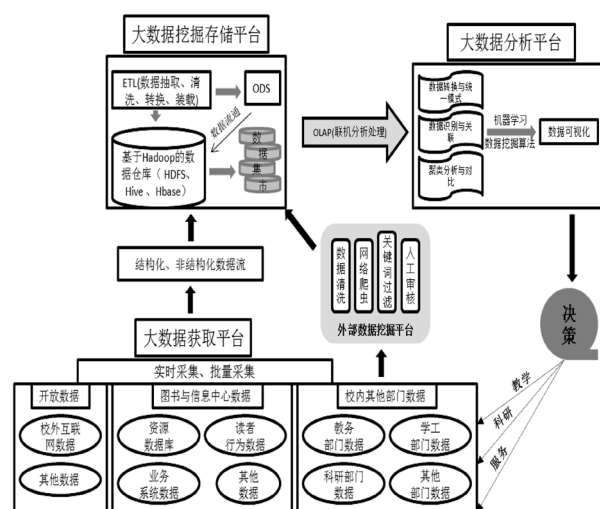 大数据挖掘存储平台
大数据分析平台
ETL(数据抽取、清
洗、转换、装载)
ODS
数据流通
基于Hadoop的数
据仓库（HDFS、
Hive 、Hbase）
数
据
集
市
OLAP(联机分析处理)
数据转换与统
一模式
数据识别与关
联
聚类分析与对
比
机器学习
数据挖掘算法
数据可视化
结构化、非结构化数据流
数据清洗
网络爬虫
关键词过滤
人工审核
外部数据挖掘平台
决
策
大数据获取平台
实时采集、批量采集
教学
科研
服务
开放数据
校外互联
网数据
其他数据
图书与信息中心数据
资源
数据库
读者
行为数据
业务
系统数据
其他
数据
校内其他部门数据
教务
部门数据
学工
部门数据
科研部门
数据
其他
部门数据